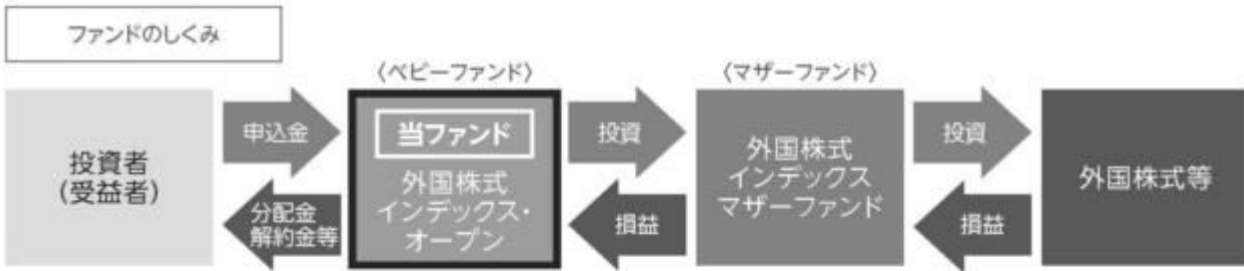 ファンドのしくみ
〈ベビーファンド〉
〈マザーファンド〉
投資者
(受益者)
申込金
分配金
解約金等
当ファンド
外国株式
インデックス・
オープン
投資
損益
外国株式
インデックス
マザーファンド
投資
損益
外国株式等